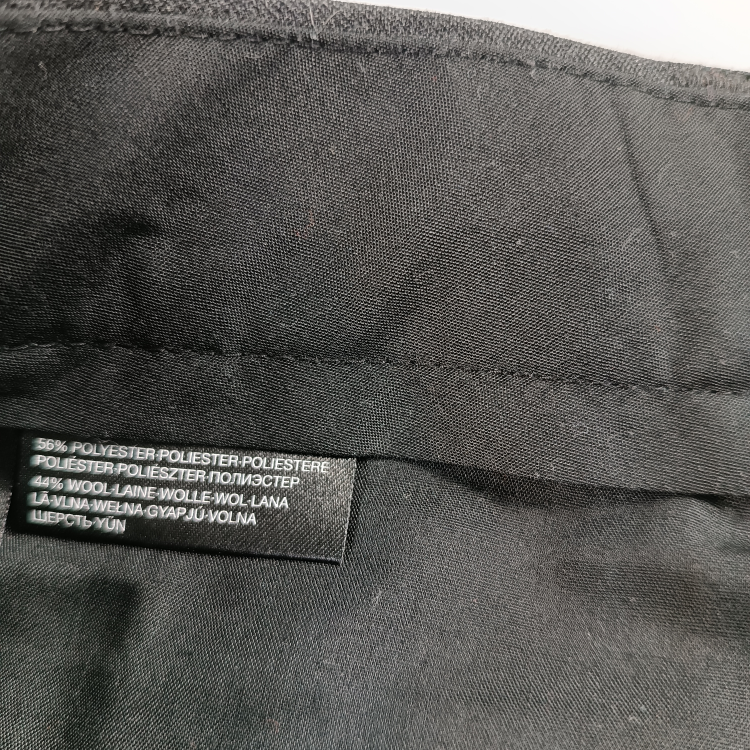 56% POLYESTER·POLIESTER·POLIESTERE
POLIÉSTER·POLIÉSZTER·ПОЛИЭСТЕР
44% WOOL·LAINE·WOLLE·WOL·LANA
LÃ·VLNA·WEŁNA·GYAPJÚ·VOLNA
ШЕРСТЬ·YÜN